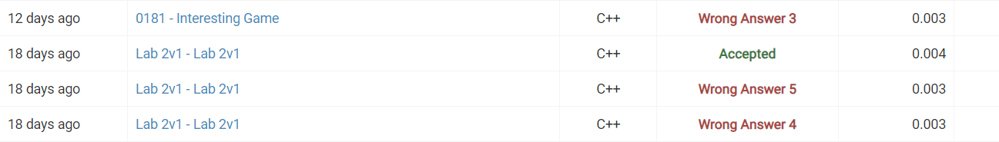 12 days ago 0181 - Interesting Game C++ Wrong Answer 3 0.003
18 days ago Lab 2v1 - Lab 2v1 C++ Accepted 0.004
18 days ago Lab 2v1 - Lab 2v1 C++ Wrong Answer 5 0.003
18 days ago Lab 2v1 - Lab 2v1 C++ Wrong Answer 4 0.003